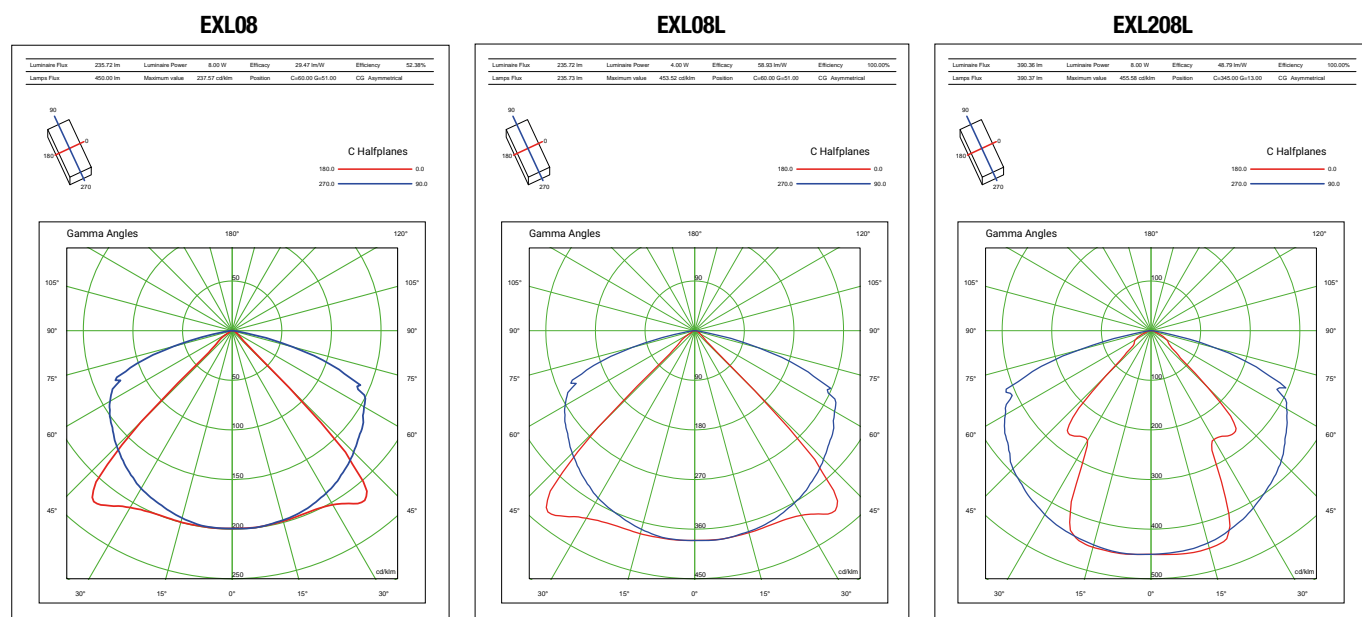 EXL08
Luminaire Flux 235.72 lm Luminaire Power 8.00 W Efficacy 29.47 lm/W Efficiency 52.38%
Lamps Flux 450.00 lm Maximum value 237.57 cd/klm Position C=60.00 G=51.00 CG Asymmetrical
90
0
180
270
C Halfplanes
180.0 0.0
270.0 90.0
Gamma Angles 180° 120°
105° 50 105°
90° 90°
75° 50 75°
60° 100 60°
45° 150 45°
200
250 cd/klm
30° 15° 0° 15° 30°
EXL08L
Luminaire Flux 235.72 lm Luminaire Power 4.00 W Efficacy 58.93 lm/W Efficiency 100.00%
Lamps Flux 235.73 lm Maximum value 453.52 cd/klm Position C=60.00 G=51.00 CG Asymmetrical
90
0
180
270
C Halfplanes
180.0 0.0
270.0 90.0
Gamma Angles 180° 120°
105° 90 105°
90° 90°
75° 90 75°
60° 180 60°
45° 270 45°
360
450 cd/klm
30° 15° 0° 15° 30°
EXL208L
Luminaire Flux 390.36 lm Luminaire Power 8.00 W Efficacy 48.79 lm/W Efficiency 100.00%
Lamps Flux 390.37 lm Maximum value 455.58 cd/klm Position C=345.00 G=13.00 CG Asymmetrical
90
0
180
270
C Halfplanes
180.0 0.0
270.0 90.0
Gamma Angles 180° 120°
105° 100 105°
90° 90°
75° 100 75°
60° 200 60°
45° 300 45°
400
500 cd/klm
30° 15° 0° 15° 30°